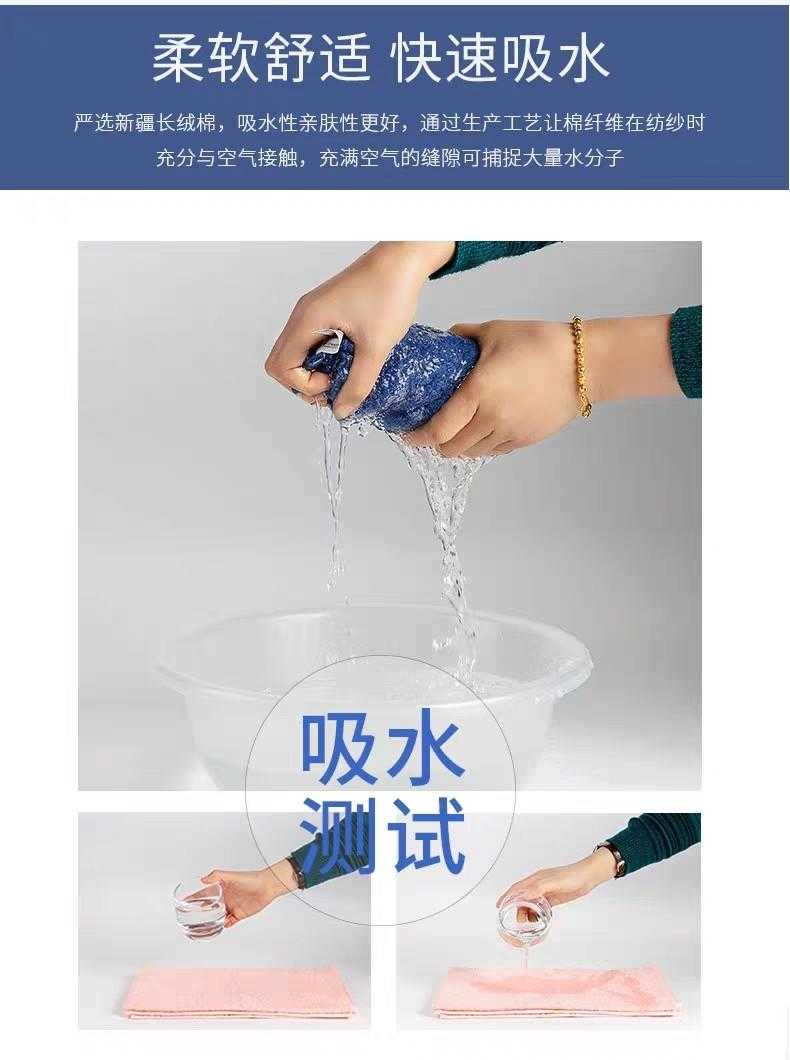 柔软舒适 快速吸水
严选新疆长绒棉，吸水性亲肤性更好，通过生产工艺让棉纤维在纺纱时
充分与空气接触，充满空气的缝隙可捕捉大量水分子
吸水
测试